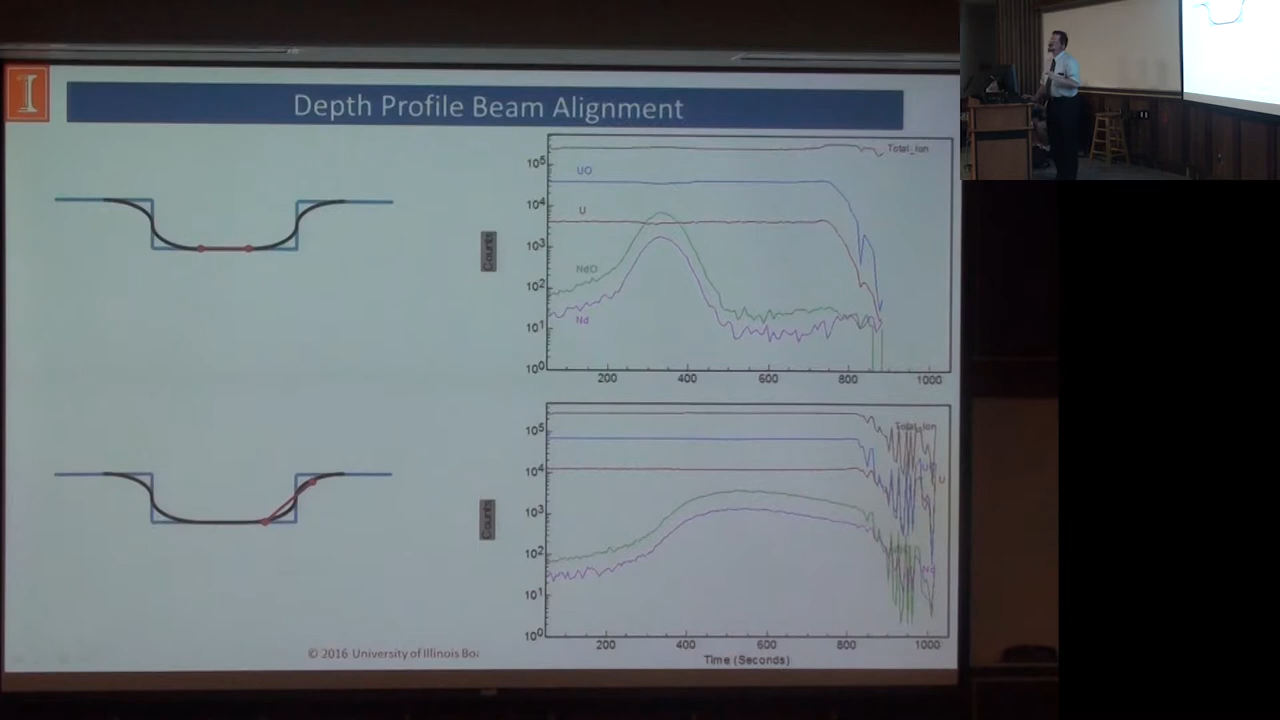 I
Depth Profile Beam Alignment
Counts
10⁵
10⁴
10³
10²
10¹
10⁰
Total_Ion
UO
U
NdO
Nd
200 400 600 800 1000
Counts
10⁵
10⁴
10³
10²
10¹
10⁰
Total_Ion
U
Nd
200 400 600 800 1000
Time (Seconds)
© 2016 University of Illinois Boa